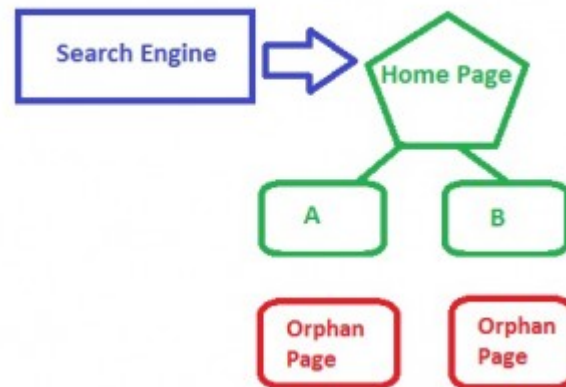 Search Engine
Home Page
A
B
Orphan
Page
Orphan
Page